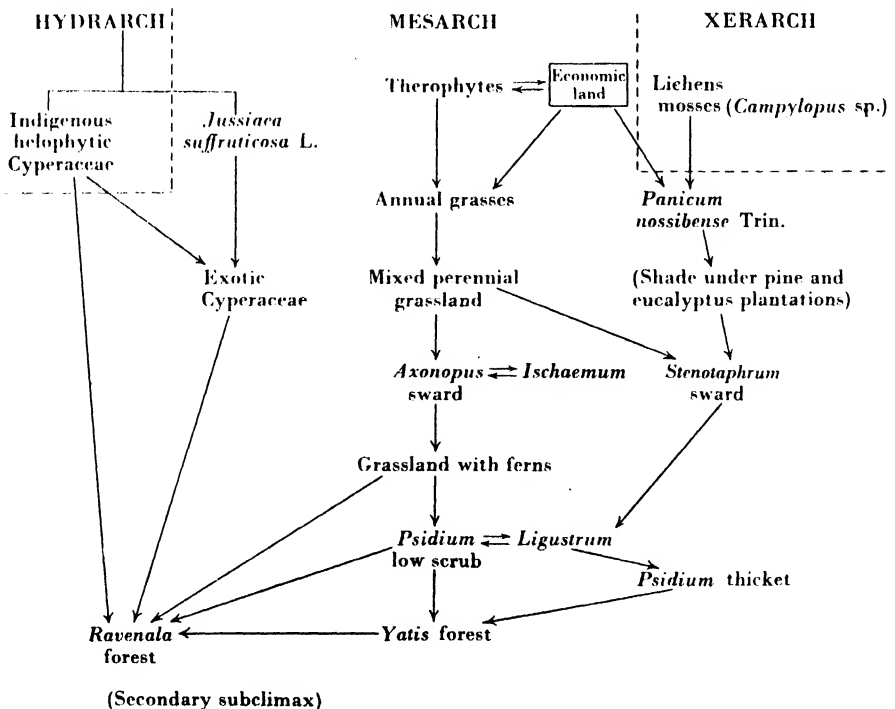 HYDRARCH
MESARCH
XERARCH
Therophytes
Economic
land
Lichens
mosses (Campylopus sp.)
Indigenous
helophytic
Cyperaceae
Jussiaea
suffruticosa L.
Annual grasses
Panicum
nossibense Trin.
Exotic
Cyperaceae
Mixed perennial
grassland
(Shade under pine and
eucalyptus plantations)
Axonopus
sward
Ischaemum
Stenotaphrum
sward
Grassland with ferns
Psidium
low scrub
Ligustrum
Psidium thicket
Ravenala
forest
Yatis forest
(Secondary subclimax)